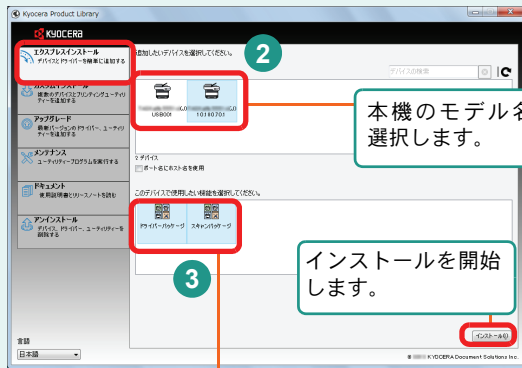 Kyocera Product Library
KYOCERA
エクスプレスインストール
デバイスとドライバーを簡単に追加する
カスタムインストール
複数のデバイスとプリンティングユーティリティーを追加する
アップグレード
最新バージョンのドライバー、ユーティリティーを追加する
メンテナンス
ユーティリティープログラムを実行する
ドキュメント
使用説明書とリリースノートを読む
アンインストール
デバイス、ドライバー、ユーティリティーを削除する
言語
日本語
追加したいデバイスを選択してください。
2
デバイスの検索
USB001
10.180.70.1
本機のモデル名
選択します。
2 デバイス
ポート名にホスト名を使用
このデバイスで使用したい機能を選択してください。
ドライバーパッケージ
スキャンパッケージ
3
インストールを開始
します。
インストール(I)
KYOCERA Document Solutions Inc.